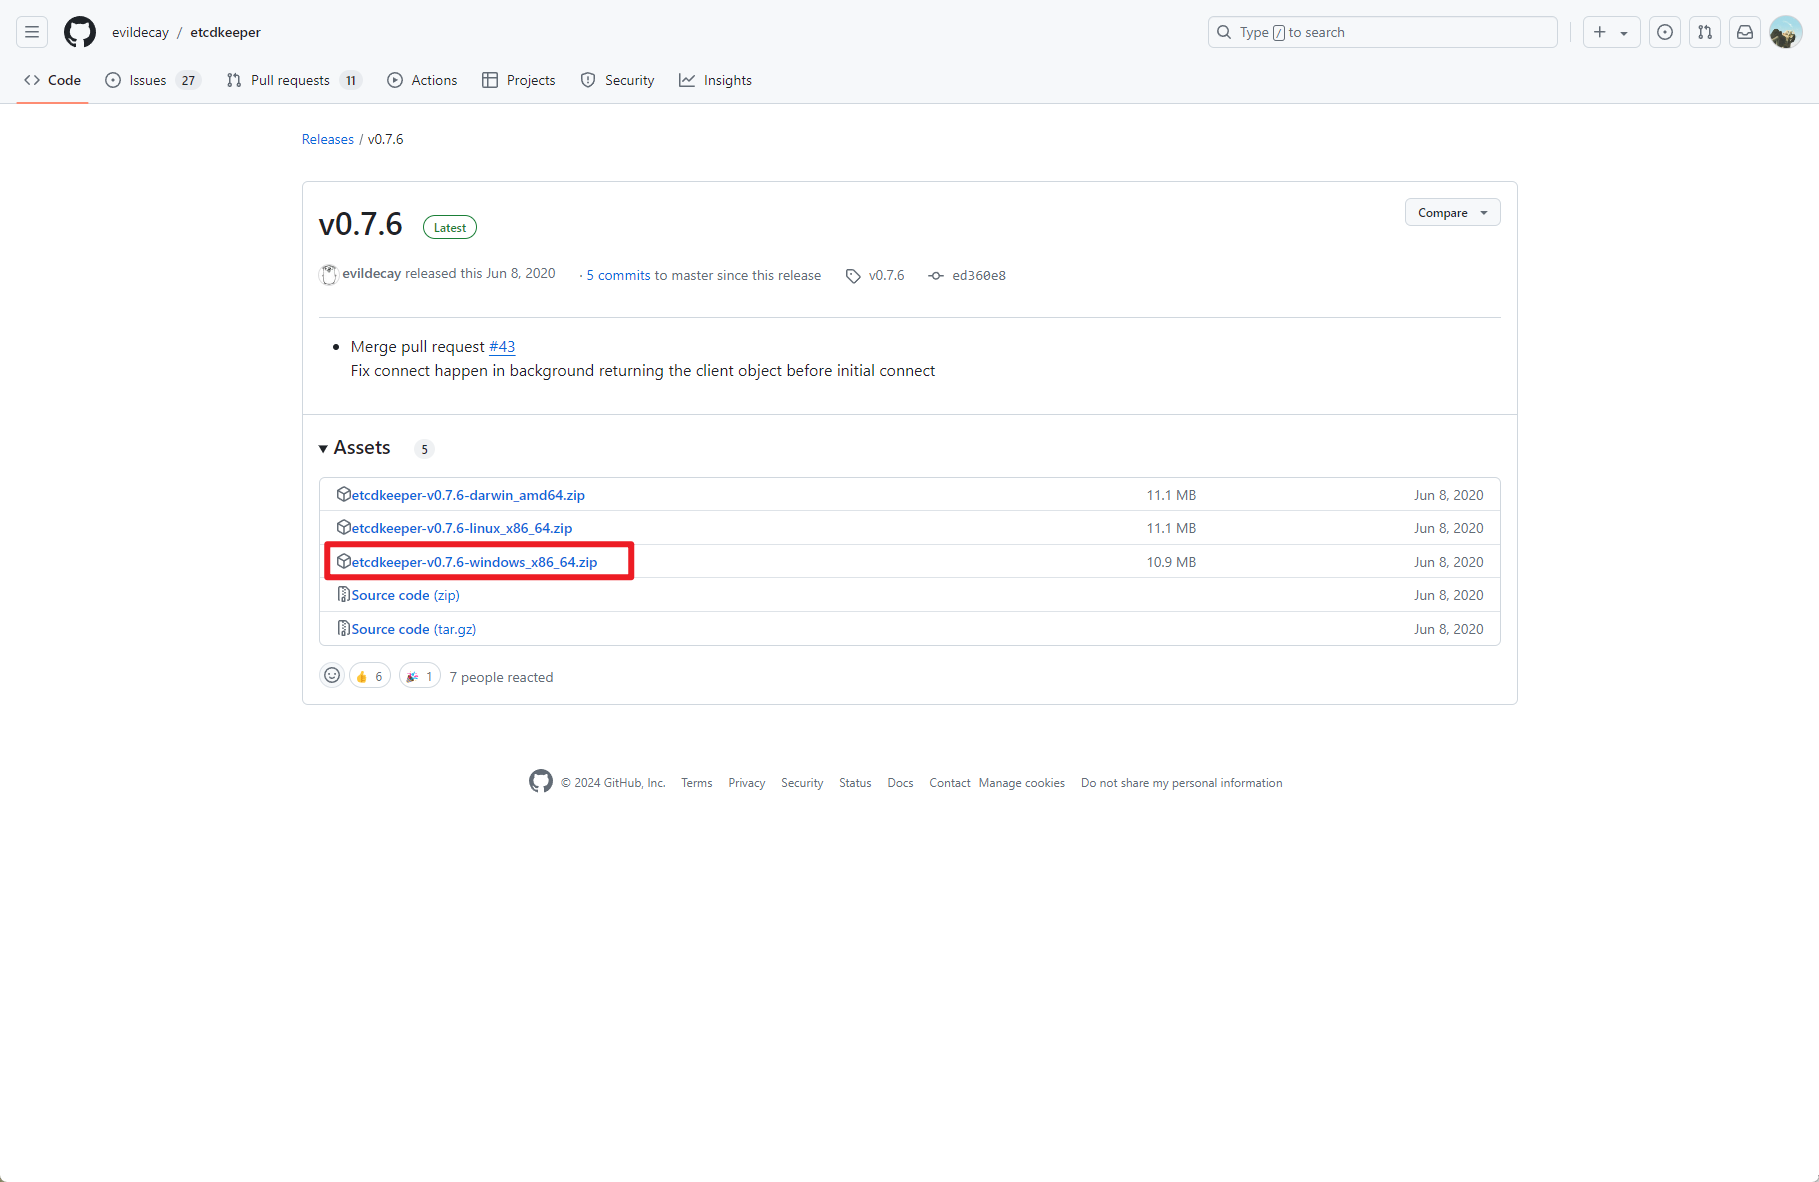 evildecay / etcdkeeper
Type / to search
Code Issues 27 Pull requests 11 Actions Projects Security Insights
Releases / v0.7.6
v0.7.6 Latest
Compare
evildecay released this Jun 8, 2020 · 5 commits to master since this release v0.7.6 ed360e8
Merge pull request #43
Fix connect happen in background returning the client object before initial connect
Assets 5
etcdkeeper-v0.7.6-darwin_amd64.zip 11.1 MB Jun 8, 2020
etcdkeeper-v0.7.6-linux_x86_64.zip 11.1 MB Jun 8, 2020
etcdkeeper-v0.7.6-windows_x86_64.zip 10.9 MB Jun 8, 2020
Source code (zip) Jun 8, 2020
Source code (tar.gz) Jun 8, 2020
👍 6 🎉 1 7 people reacted
© 2024 GitHub, Inc. Terms Privacy Security Status Docs Contact Manage cookies Do not share my personal information